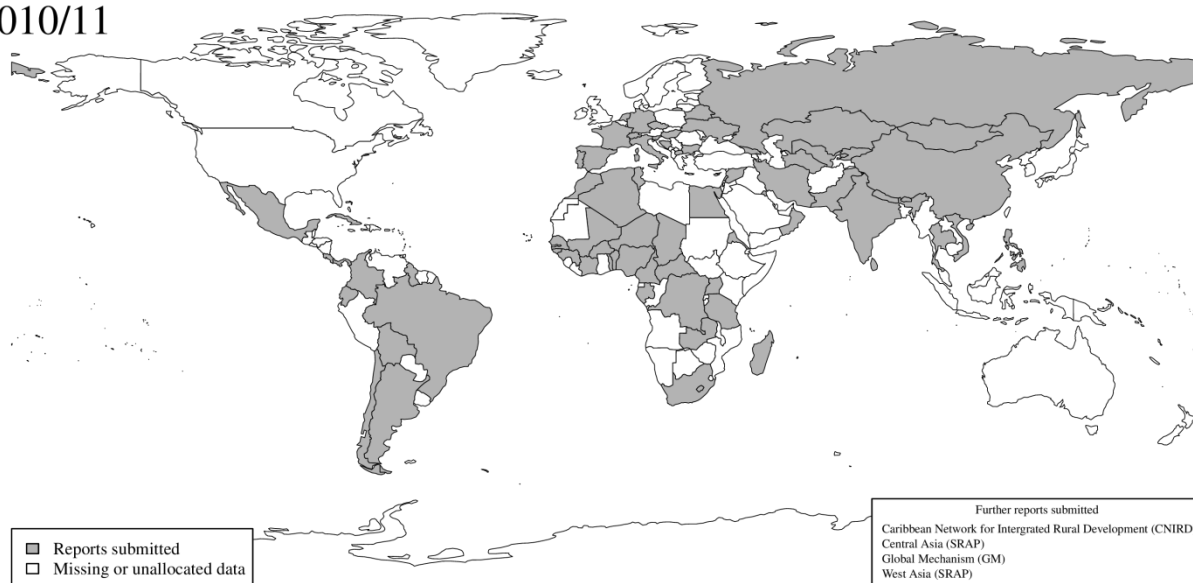 010/11
Reports submitted
Missing or unallocated data
Further reports submitted
Caribbean Network for Intergrated Rural Development (CNIRD
Central Asia (SRAP)
Global Mechanism (GM)
West Asia (SRAP)